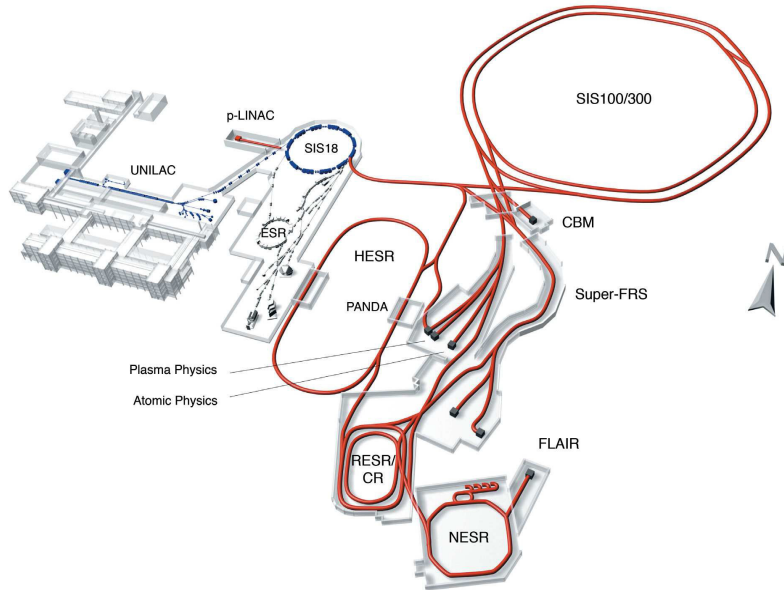 SIS100/300
p-LINAC
SIS18
UNILAC
CBM
ESR
HESR
N
Super-FRS
PANDA
Plasma Physics
Atomic Physics
FLAIR
RESR/
CR
NESR